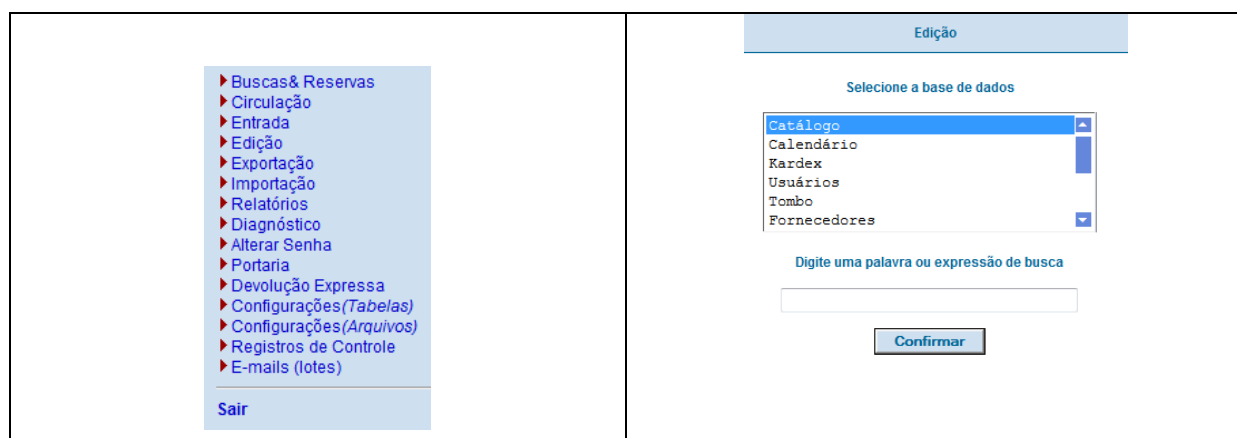 Buscas& Reservas
Circulação
Entrada
Edição
Exportação
Importação
Relatórios
Diagnóstico
Alterar Senha
Portaria
Devolução Expressa
Configurações(Tabelas)
Configurações(Arquivos)
Registros de Controle
E-mails (lotes)
Sair
Edição
Selecione a base de dados
Catálogo
Calendário
Kardex
Usuários
Tombo
Fornecedores
Digite uma palavra ou expressão de busca
Confirmar